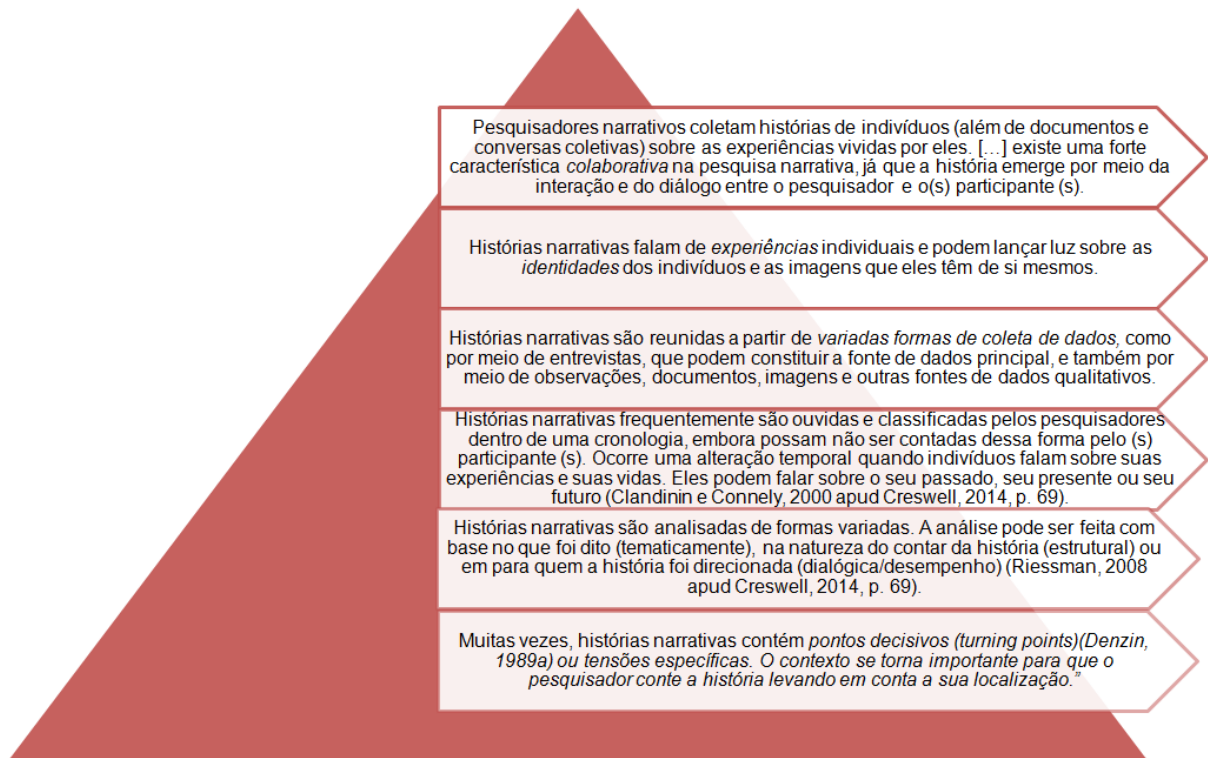 Pesquisadores narrativos coletam histórias de indivíduos (além de documentos e
conversas coletivas) sobre as experiências vividas por eles. [...] existe uma forte
característica colaborativa na pesquisa narrativa, já que a história emerge por meio da
interação e do diálogo entre o pesquisador e o(s) participante (s).
Histórias narrativas falam de experiências individuais e podem lançar luz sobre as
identidades dos indivíduos e as imagens que eles têm de si mesmos.
Histórias narrativas são reunidas a partir de variadas formas de coleta de dados, como
por meio de entrevistas, que podem constituir a fonte de dados principal, e também por
meio de observações, documentos, imagens e outras fontes de dados qualitativos.
Histórias narrativas frequentemente são ouvidas e classificadas pelos pesquisadores
dentro de uma cronologia, embora possam não ser contadas dessa forma pelo (s)
participante (s). Ocorre uma alteração temporal quando indivíduos falam sobre suas
experiências e suas vidas. Eles podem falar sobre o seu passado, seu presente ou seu
futuro (Clandinin e Connely, 2000 apud Creswell, 2014, p. 69).
Histórias narrativas são analisadas de formas variadas. A análise pode ser feita com
base no que foi dito (tematicamente), na natureza do contar da história (estrutural) ou
em para quem a história foi direcionada (dialógica/desempenho) (Riessman, 2008
apud Creswell, 2014, p. 69).
Muitas vezes, histórias narrativas contém pontos decisivos (turning points)(Denzin,
1989a) ou tensões específicas. O contexto se torna importante para que o
pesquisador conte a história levando em conta a sua localização.”